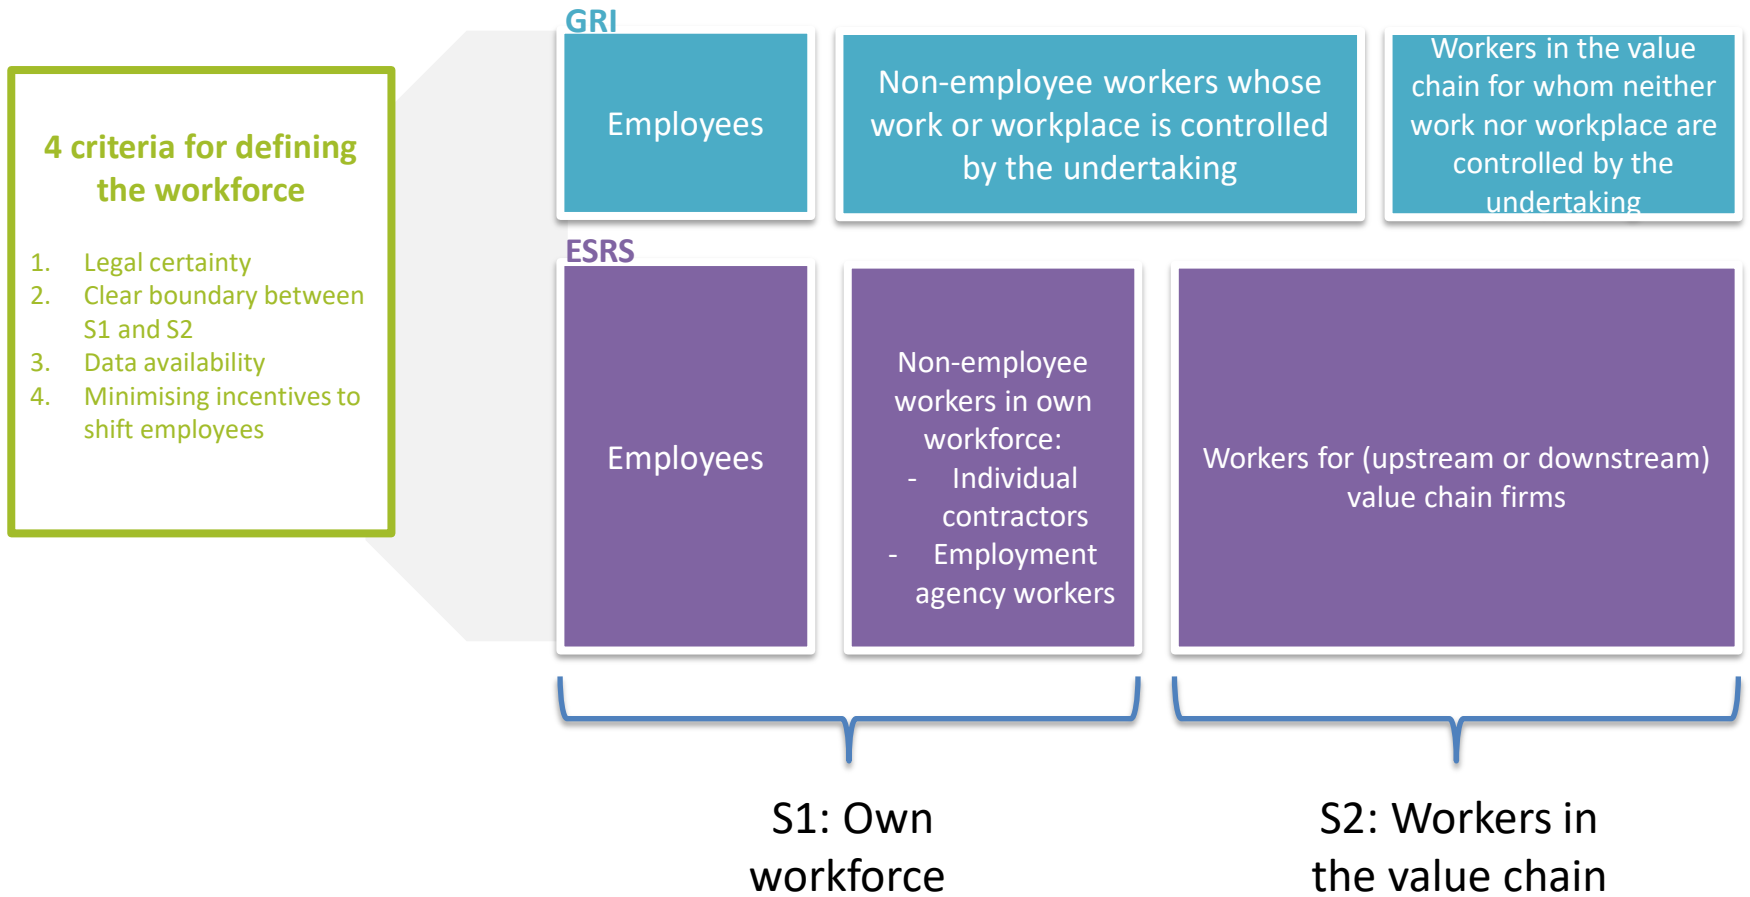 4 criteria for defining
the workforce
1. Legal certainty
2. Clear boundary between
S1 and S2
3. Data availability
4. Minimising incentives to
shift employees
GRI
Employees
Non-employee workers whose
work or workplace is controlled
by the undertaking
Workers in the value
chain for whom neither
work nor workplace are
controlled by the
undertaking
ESRS
Employees
Non-employee
workers in own
workforce:
- Individual
contractors
- Employment
agency workers
Workers for (upstream or downstream)
value chain firms
S1: Own
workforce
S2: Workers in
the value chain